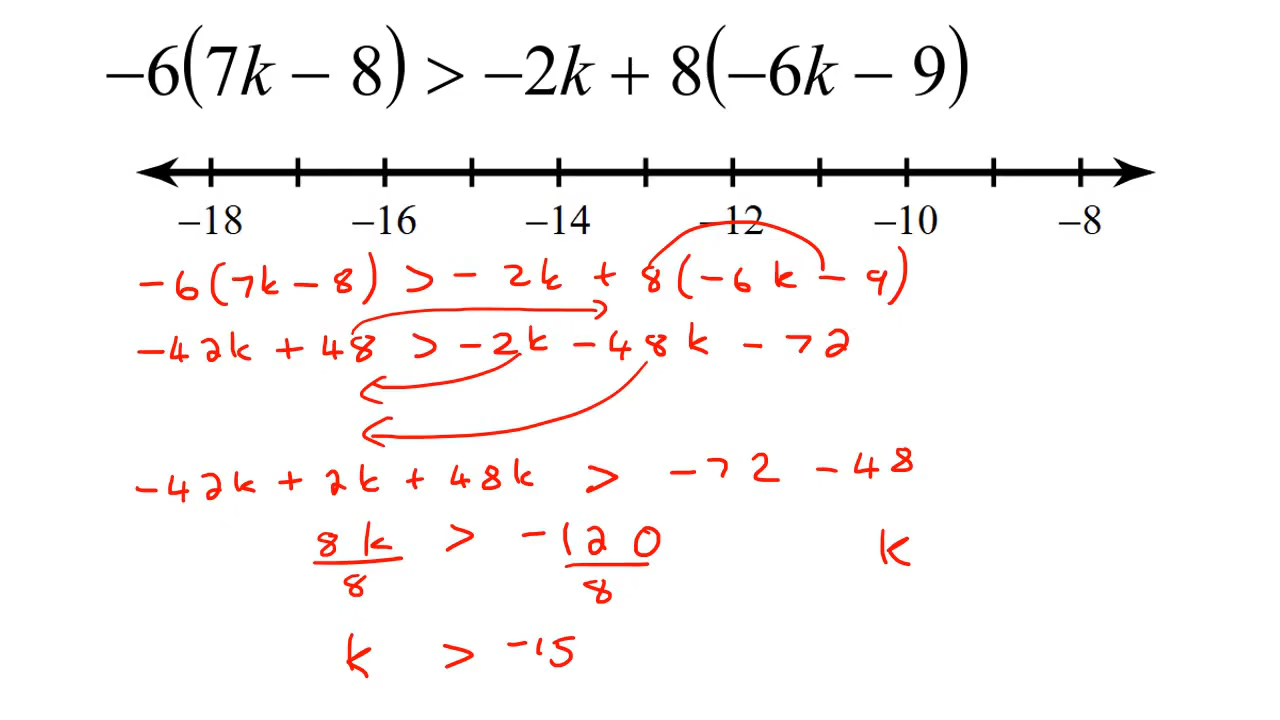 −6(7k − 8) > −2k + 8(−6k − 9)
−18 −16 −14 −12 −10 −8
-6(7k - 8) > - 2k + 8(-6k - 9)
-42k + 48 > -2k - 48k - 72
-42k + 2k + 48k > -72 - 48
8k > -120 k
8 8
k > -15